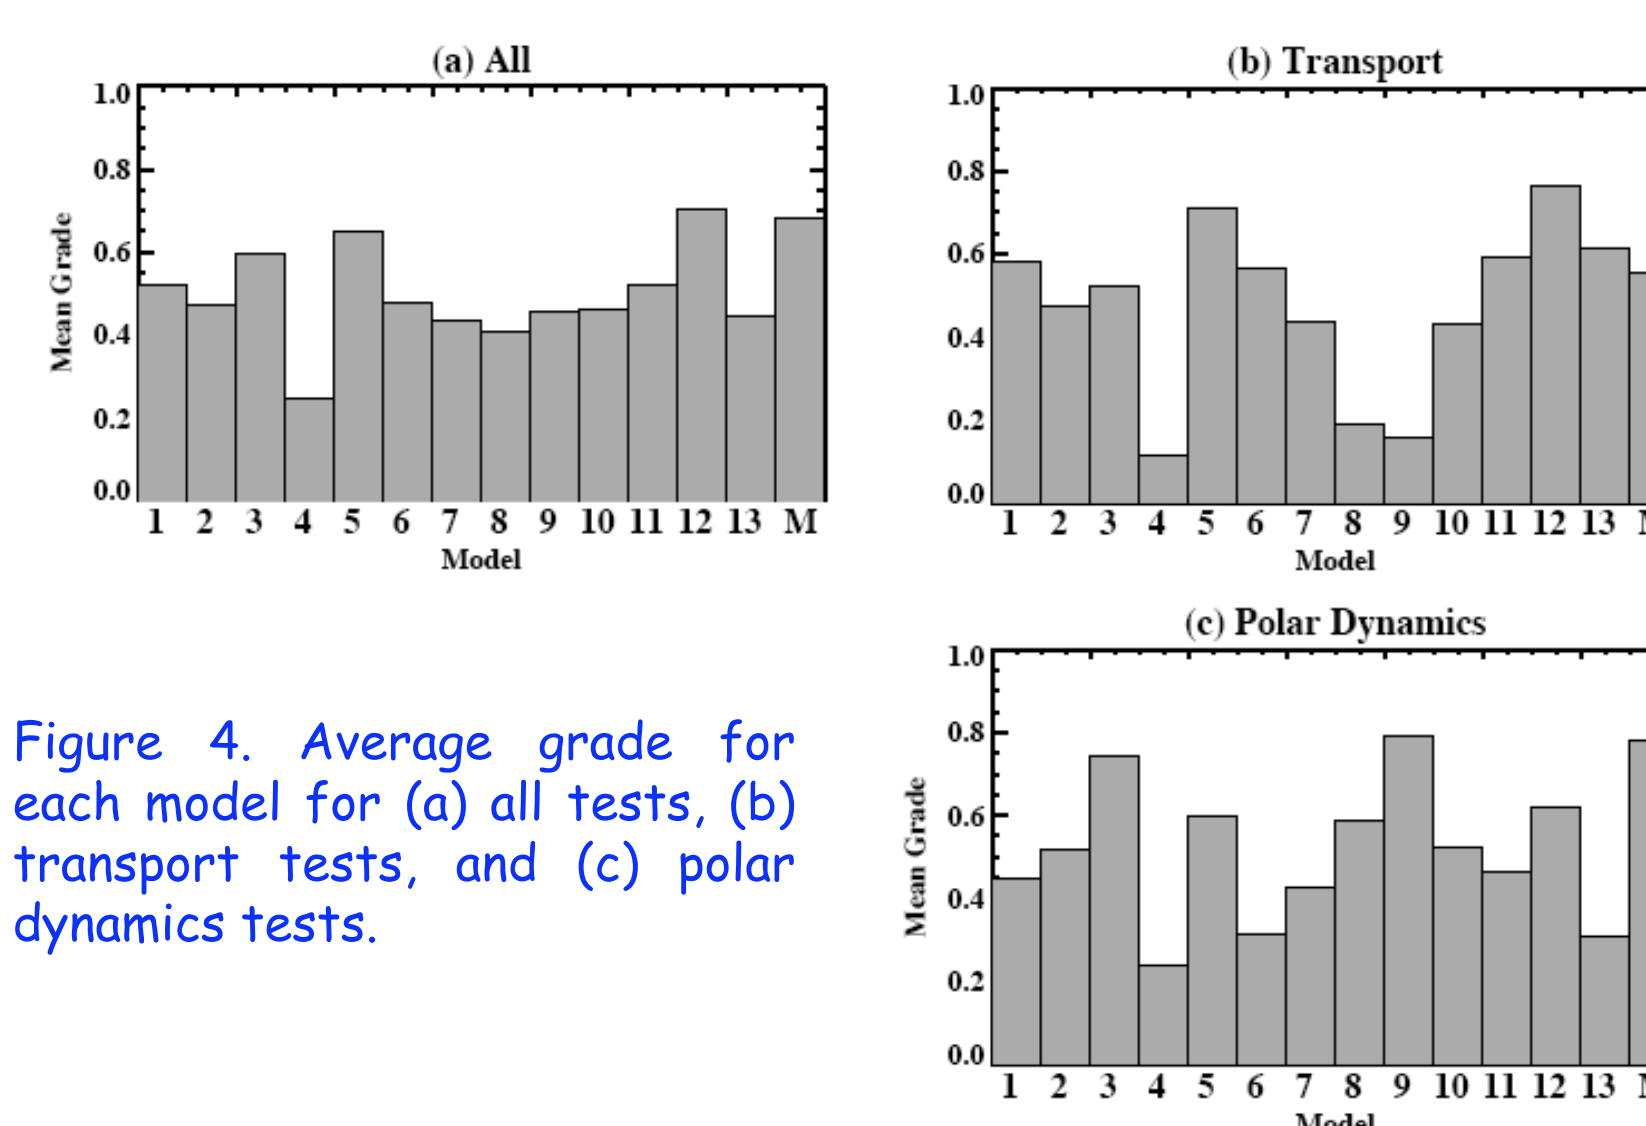 (a) All
1.0
0.8
0.6
0.4
0.2
0.0
Mean Grade
1 2 3 4 5 6 7 8 9 10 11 12 13 M
Model
(b) Transport
1.0
0.8
0.6
0.4
0.2
0.0
1 2 3 4 5 6 7 8 9 10 11 12 13
Model
(c) Polar Dynamics
1.0
0.8
0.6
0.4
0.2
0.0
Mean Grade
1 2 3 4 5 6 7 8 9 10 11 12 13
Model
Figure 4. Average grade for
each model for (a) all tests, (b)
transport tests, and (c) polar
dynamics tests.